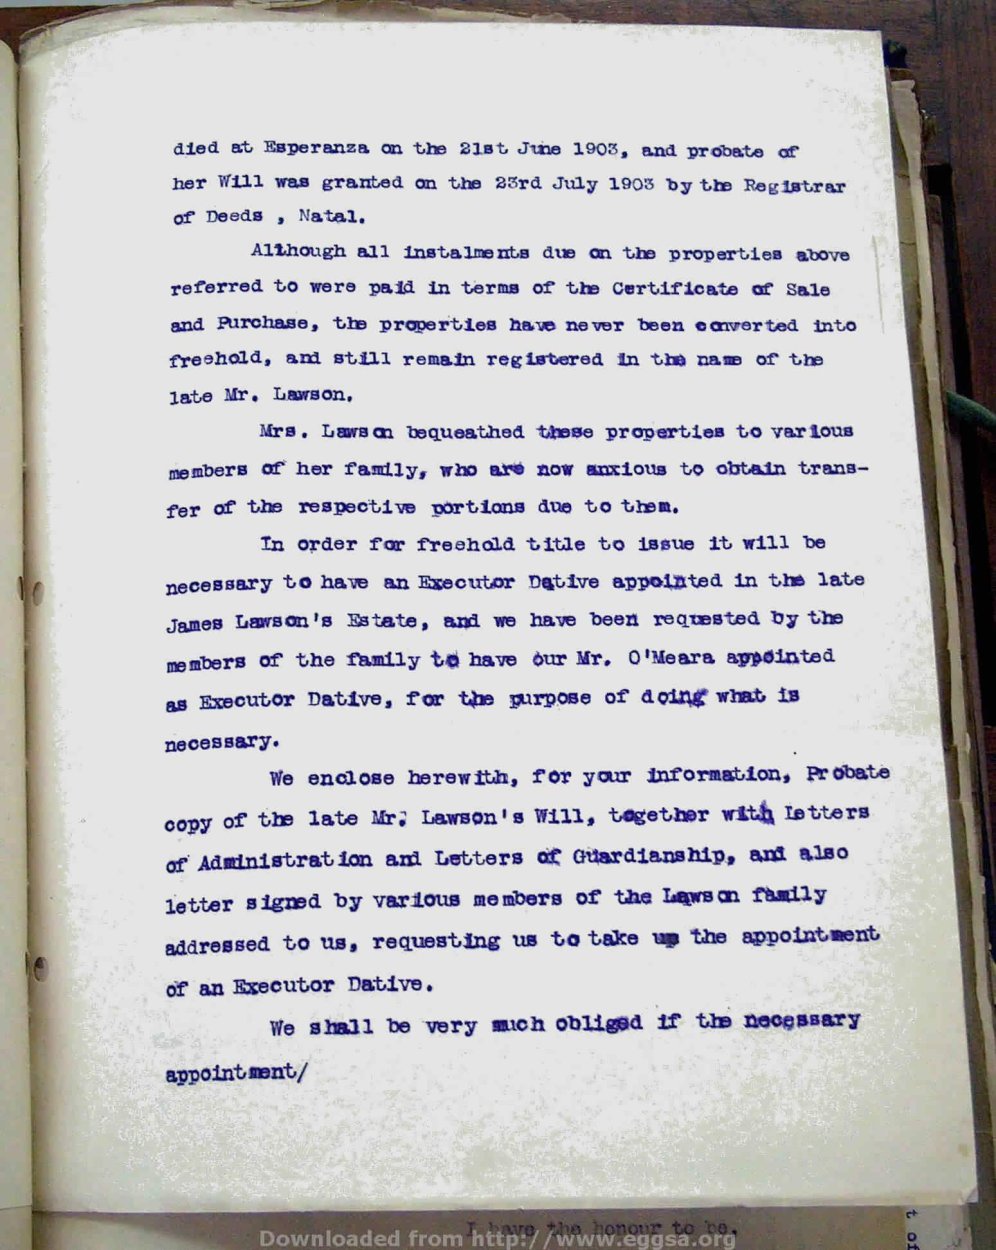 died at Esperanza on the 21st June 1903, and probate of
her Will was granted on the 23rd July 1903 by the Registrar
of Deeds , Natal.
Although all instalments due on the properties above
referred to were paid in terms of the Certificate of Sale
and Purchase, the properties have never been converted into
freehold, and still remain registered in the name of the
late Mr. Lawson.
Mrs. Lawson bequeathed these properties to various
members of her family, who are now anxious to obtain trans-
fer of the respective portions due to them.
In order for freehold title to issue it will be
necessary to have an Executor Dative appointed in the late
James Lawson's Estate, and we have been requested by the
members of the family to have our Mr. O'Meara appointed
as Executor Dative, for the purpose of doing what is
necessary.
We enclose herewith, for your information, Probate
copy of the late Mr. Lawson's Will, together with Letters
of Administration and Letters of Guardianship, and also
letter signed by various members of the Lawson family
addressed to us, requesting us to take up the appointment
of an Executor Dative.
We shall be very much obliged if the necessary
appointment/
I have the honour to be,
t of
Downloaded from http://www.eggsa.org